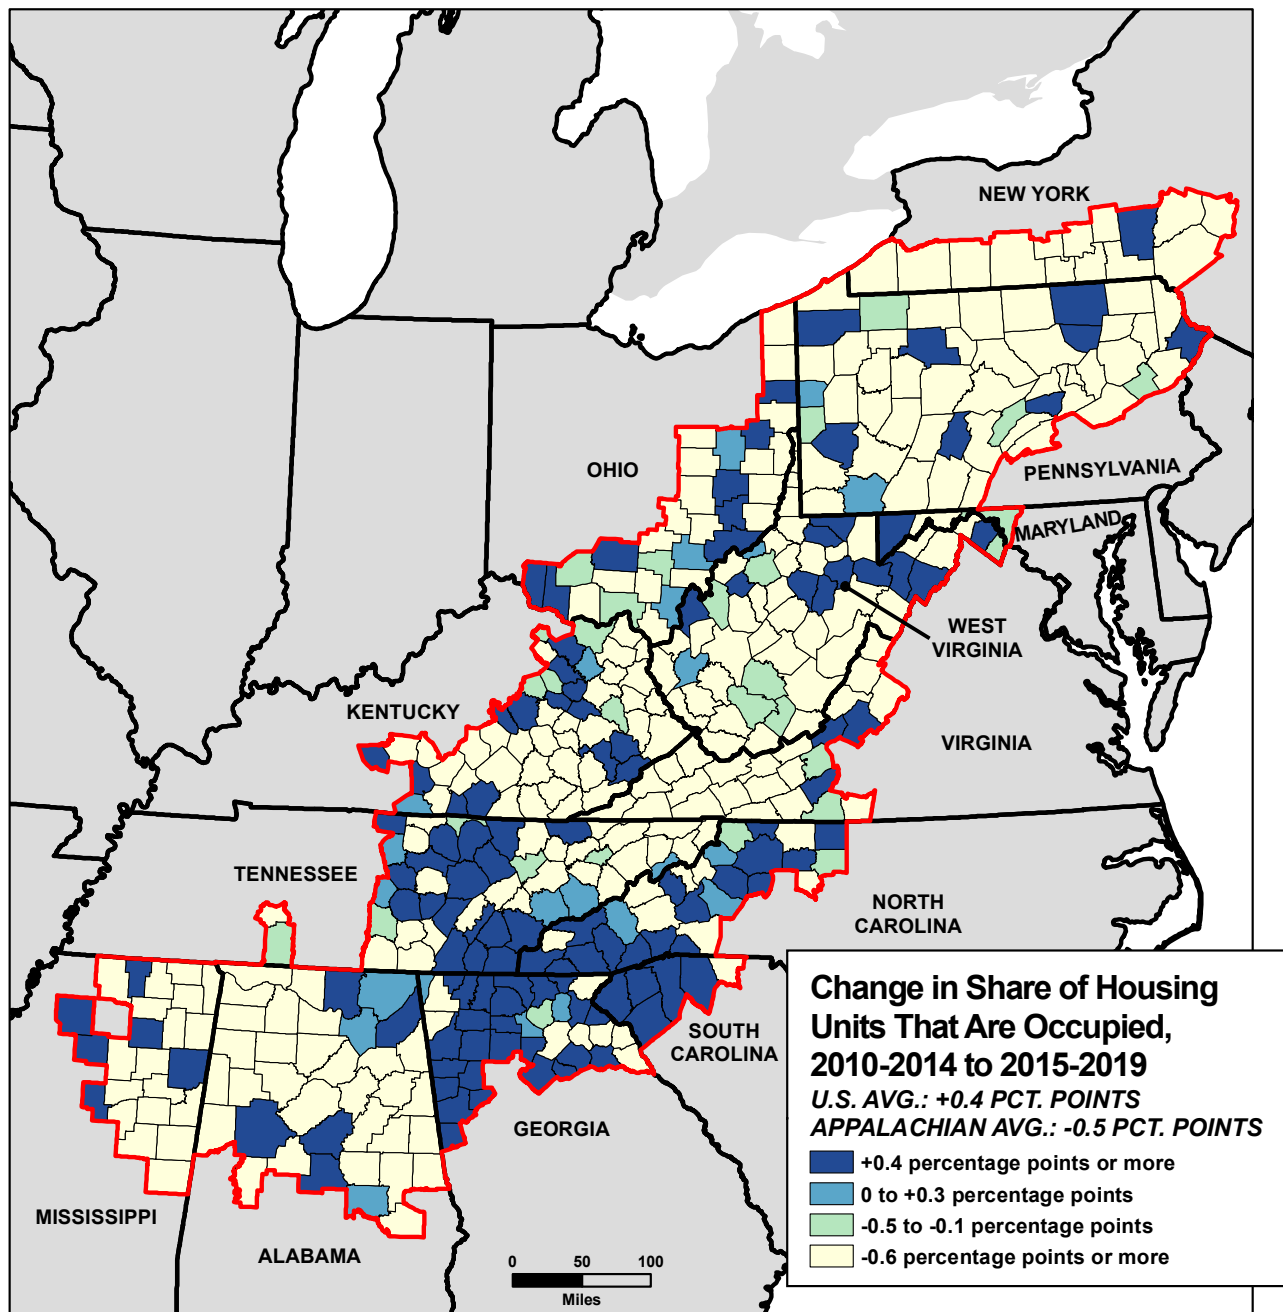 NEW YORK
OHIO
PENNSYLVANIA
MARYLAND
WEST
VIRGINIA
KENTUCKY
VIRGINIA
TENNESSEE
NORTH
CAROLINA
SOUTH
CAROLINA
GEORGIA
MISSISSIPPI
ALABAMA
Change in Share of Housing
Units That Are Occupied,
2010-2014 to 2015-2019
U.S. AVG.: +0.4 PCT. POINTS
APPALACHIAN AVG.: -0.5 PCT. POINTS
+0.4 percentage points or more
0 to +0.3 percentage points
-0.5 to -0.1 percentage points
-0.6 percentage points or more
0 50 100
Miles